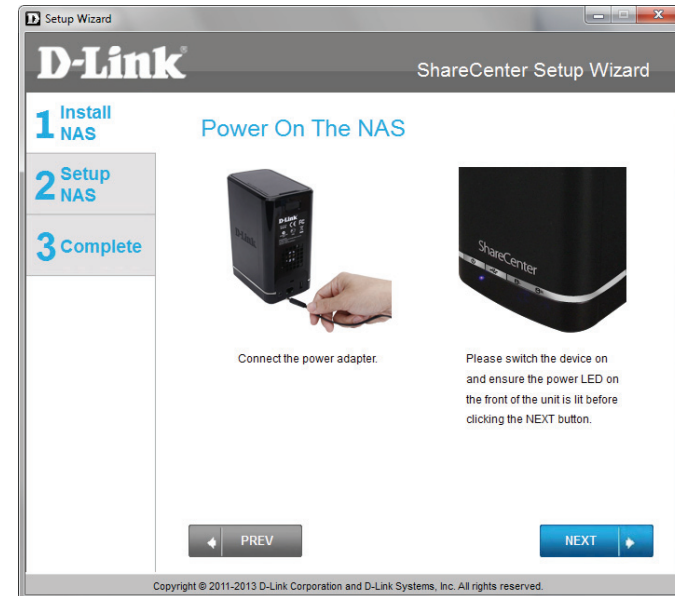 Setup Wizard
D-Link
ShareCenter Setup Wizard
1 Install
NAS
2 Setup
NAS
3 Complete
Power On The NAS
D-Link
D-Link
ShareCenter
Connect the power adapter.
Please switch the device on
and ensure the power LED on
the front of the unit is lit before
clicking the NEXT button.
PREV
NEXT
Copyright © 2011-2013 D-Link Corporation and D-Link Systems, Inc. All rights reserved.